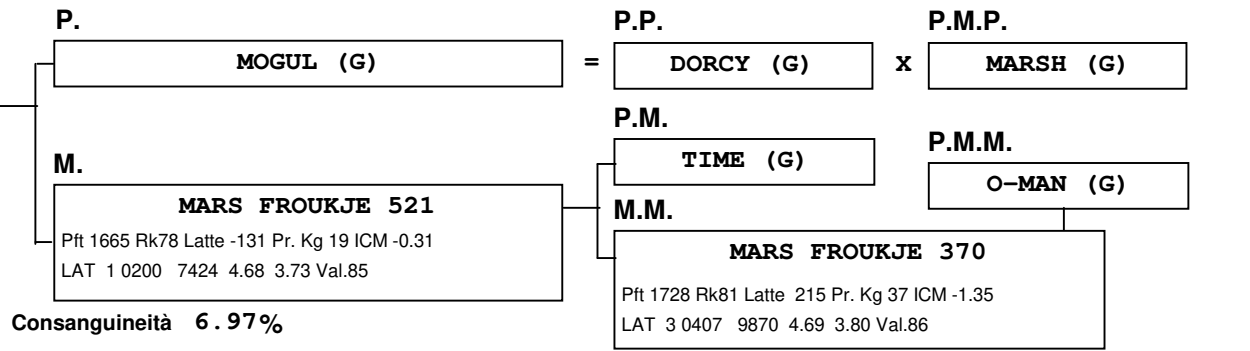 P.
P.P.
P.M.P.
MOGUL (G)
=
DORCY (G)
X
MARSH (G)
P.M.
TIME (G)
P.M.M.
O-MAN (G)
M.
MARS FROUKJE 521
Pft 1665 Rk78 Latte -131 Pr. Kg 19 ICM -0.31
LAT 1 0200 7424 4.68 3.73 Val.85
M.M.
MARS FROUKJE 370
Pft 1728 Rk81 Latte 215 Pr. Kg 37 ICM -1.35
LAT 3 0407 9870 4.69 3.80 Val.86
Consanguineità 6.97%